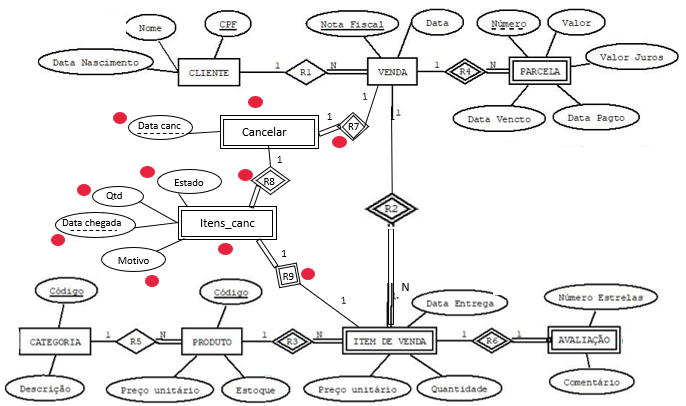 Nome
CPF
Nota Fiscal
Data
Número
Valor
Data Nascimento
Valor Juros
CLIENTE
1
R1
N
VENDA
1
R4
N
PARCELA
Data Vencto
Data Pagto
1
1
Data canc
Cancelar
1
R7
1
R8
Estado
Qtd
Data chegada
Itens_canc
R2
Motivo
1
R9
N
1
Código
Código
Data Entrega
Número Estrelas
CATEGORIA
1
R5
N
PRODUTO
1
R3
N
ITEM DE VENDA
1
R6
1
AVALIAÇÃO
Descrição
Preço unitário
Estoque
Preço unitário
Quantidade
Comentário